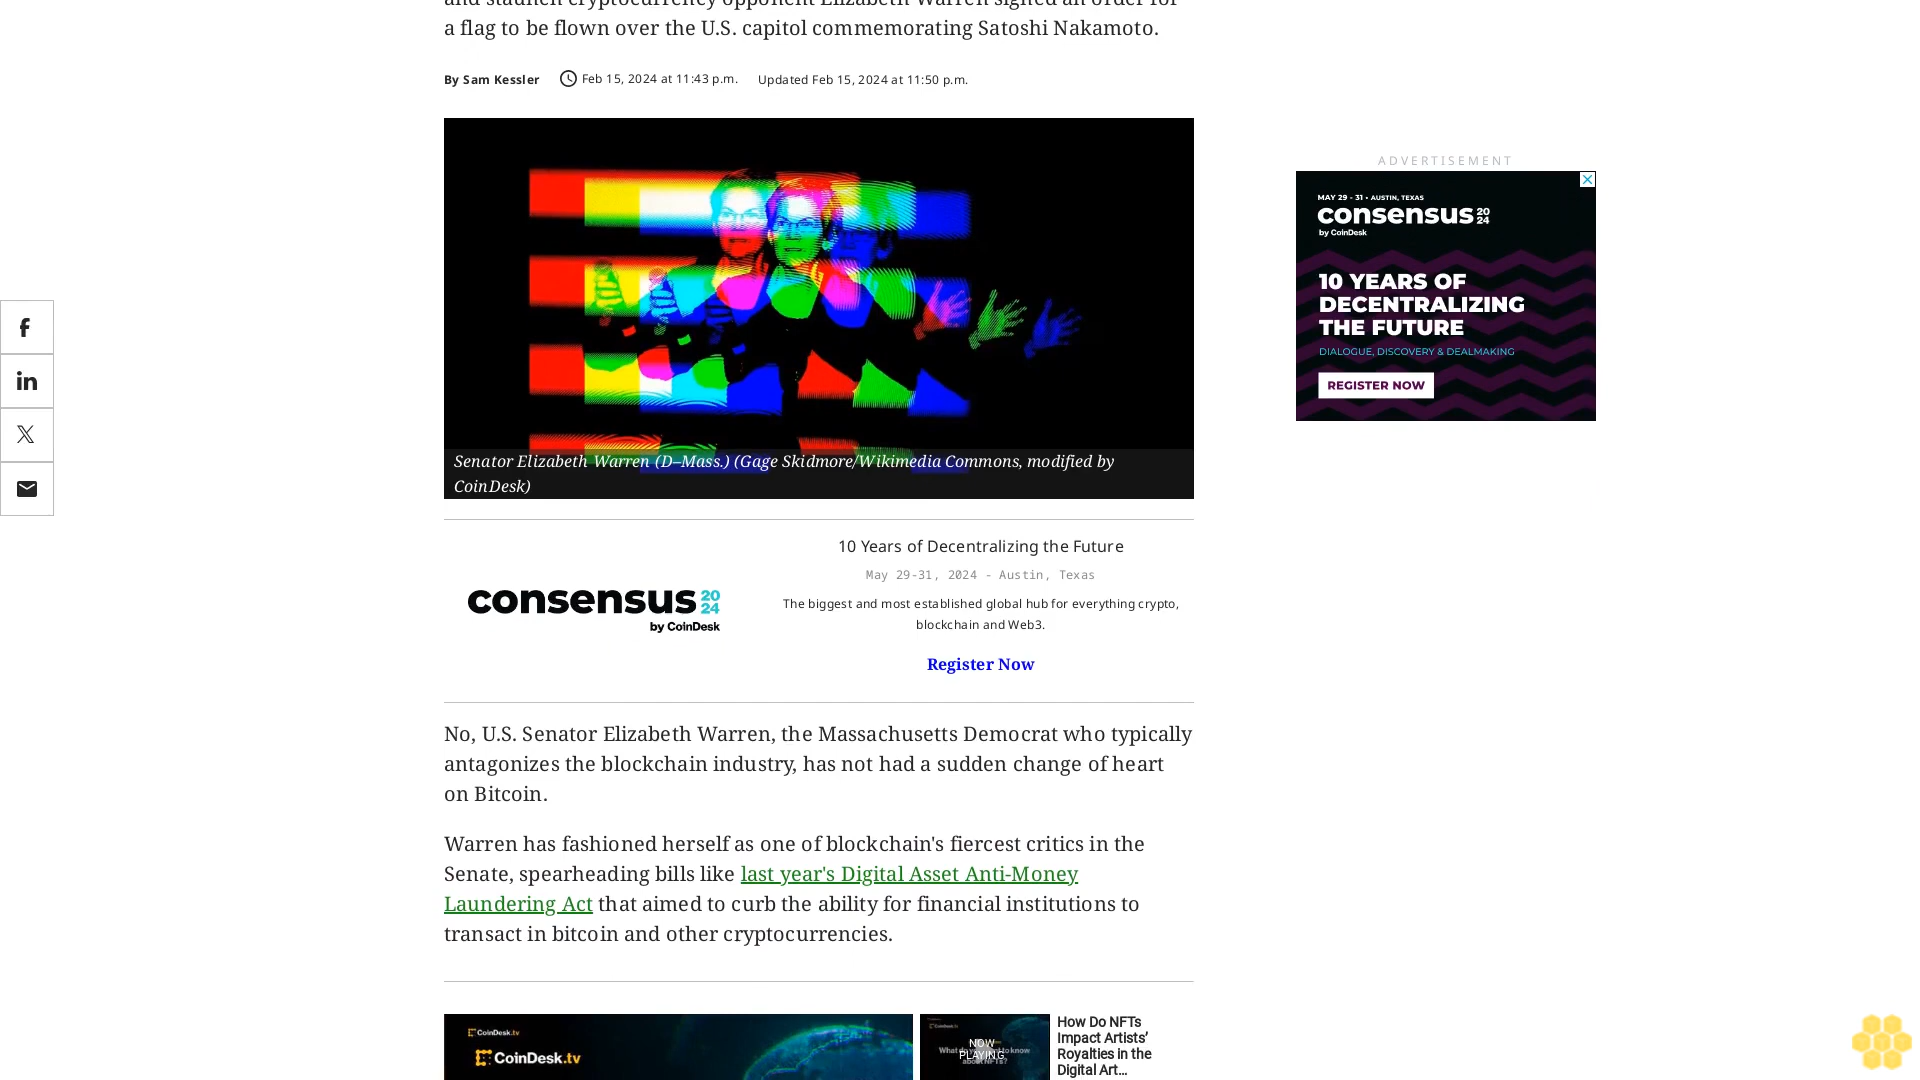 and staunch cryptocurrency opponent Elizabeth Warren signed an order for
a flag to be flown over the U.S. capitol commemorating Satoshi Nakamoto.
By Sam Kessler
Feb 15, 2024 at 11:43 p.m.
Updated Feb 15, 2024 at 11:50 p.m.
Senator Elizabeth Warren (D–Mass.) (Gage Skidmore/Wikimedia Commons, modified by
CoinDesk)
ADVERTISEMENT
MAY 29 - 31 • AUSTIN, TEXAS
consensus 2024
by CoinDesk
10 YEARS OF
DECENTRALIZING
THE FUTURE
DIALOGUE, DISCOVERY & DEALMAKING
REGISTER NOW
consensus 2024
by CoinDesk
10 Years of Decentralizing the Future
May 29-31, 2024 - Austin, Texas
The biggest and most established global hub for everything crypto,
blockchain and Web3.
Register Now
No, U.S. Senator Elizabeth Warren, the Massachusetts Democrat who typically
antagonizes the blockchain industry, has not had a sudden change of heart
on Bitcoin.
Warren has fashioned herself as one of blockchain's fiercest critics in the
Senate, spearheading bills like last year's Digital Asset Anti-Money
Laundering Act that aimed to curb the ability for financial institutions to
transact in bitcoin and other cryptocurrencies.
CoinDesk.tv
CoinDesk.tv
NOW
PLAYING
How Do NFTs
Impact Artists’
Royalties in the
Digital Art...